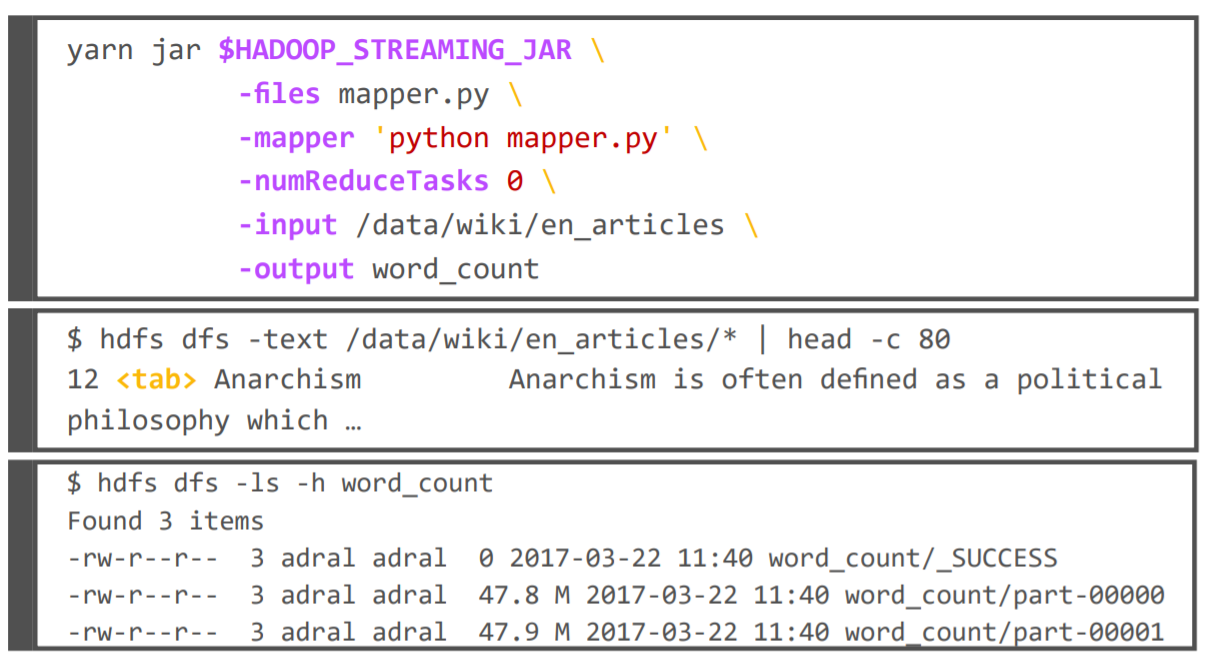 yarn jar $HADOOP_STREAMING_JAR \
-files mapper.py \
-mapper 'python mapper.py' \
-numReduceTasks 0 \
-input /data/wiki/en_articles \
-output word_count
$ hdfs dfs -text /data/wiki/en_articles/* | head -c 80
12 <tab> Anarchism Anarchism is often defined as a political
philosophy which …
$ hdfs dfs -ls -h word_count
Found 3 items
-rw-r--r-- 3 adral adral 0 2017-03-22 11:40 word_count/_SUCCESS
-rw-r--r-- 3 adral adral 47.8 M 2017-03-22 11:40 word_count/part-00000
-rw-r--r-- 3 adral adral 47.9 M 2017-03-22 11:40 word_count/part-00001